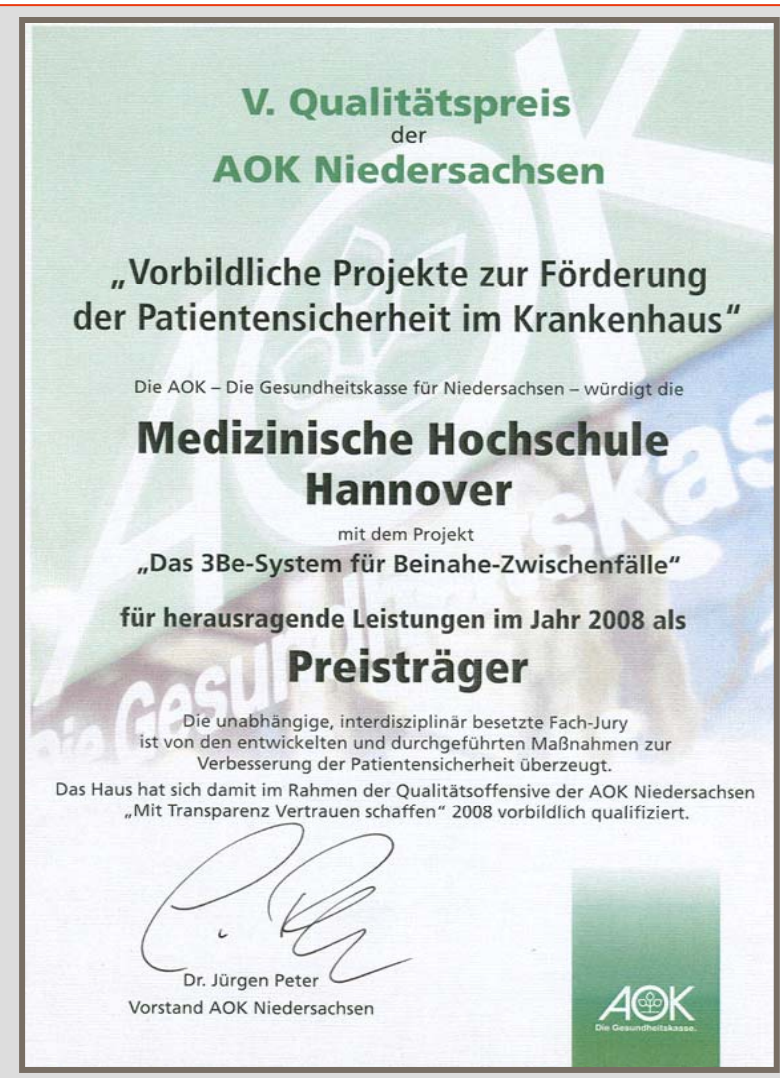 V. Qualitätspreis
der
AOK Niedersachsen
„Vorbildliche Projekte zur Förderung
der Patientensicherheit im Krankenhaus“
Die AOK – Die Gesundheitskasse für Niedersachsen – würdigt die
Medizinische Hochschule
Hannover
mit dem Projekt
„Das 3Be-System für Beinahe-Zwischenfälle“
für herausragende Leistungen im Jahr 2008 als
Preisträger
Die unabhängige, interdisziplinär besetzte Fach-Jury
ist von den entwickelten und durchgeführten Maßnahmen zur
Verbesserung der Patientensicherheit überzeugt.
Das Haus hat sich damit im Rahmen der Qualitätsoffensive der AOK Niedersachsen
„Mit Transparenz Vertrauen schaffen“ 2008 vorbildlich qualifiziert.
Dr. Jürgen Peter
Vorstand AOK Niedersachsen
AOK
Die Gesundheitskasse.